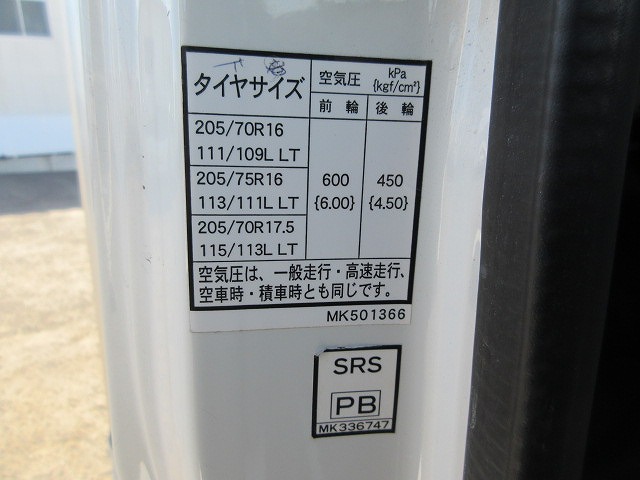 タイヤサイズ
空気圧 kPa {kgf/cm²}
前輪 後輪
205/70R16
111/109L LT
205/75R16
113/111L LT
205/70R17.5
115/113L LT
600 450
{6.00} {4.50}
空気圧は、一般走行・高速走行、
空車時・積車時とも同じです。
MK501366
SRS
PB
MK336747